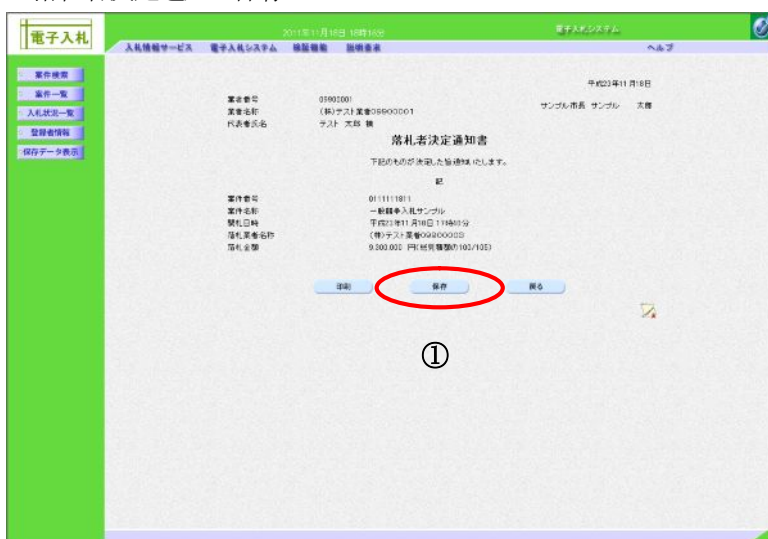 2011年11月18日 18時16分
電子入札システム
電子入札
入札情報サービス 電子入札システム 検証機能 説明要求 ヘルプ
案件検索
案件一覧
入札状況一覧
登録者情報
保存データ表示
平成23年11月18日
業者番号 09900001
業者名称 (株)テスト業者09900001
サンプル市長 サンプル 太郎
代表者氏名 テスト 太郎 様
落札者決定通知書
下記のものが決定した旨通知いたします。
記
案件番号 0111111811
案件名称 一般競争入札サンプル
開札日時 平成23年11月18日 17時40分
落札業者名称 (株)テスト業者09900003
落札金額 9,300,000 円(税抜
印刷 保存 戻る
①